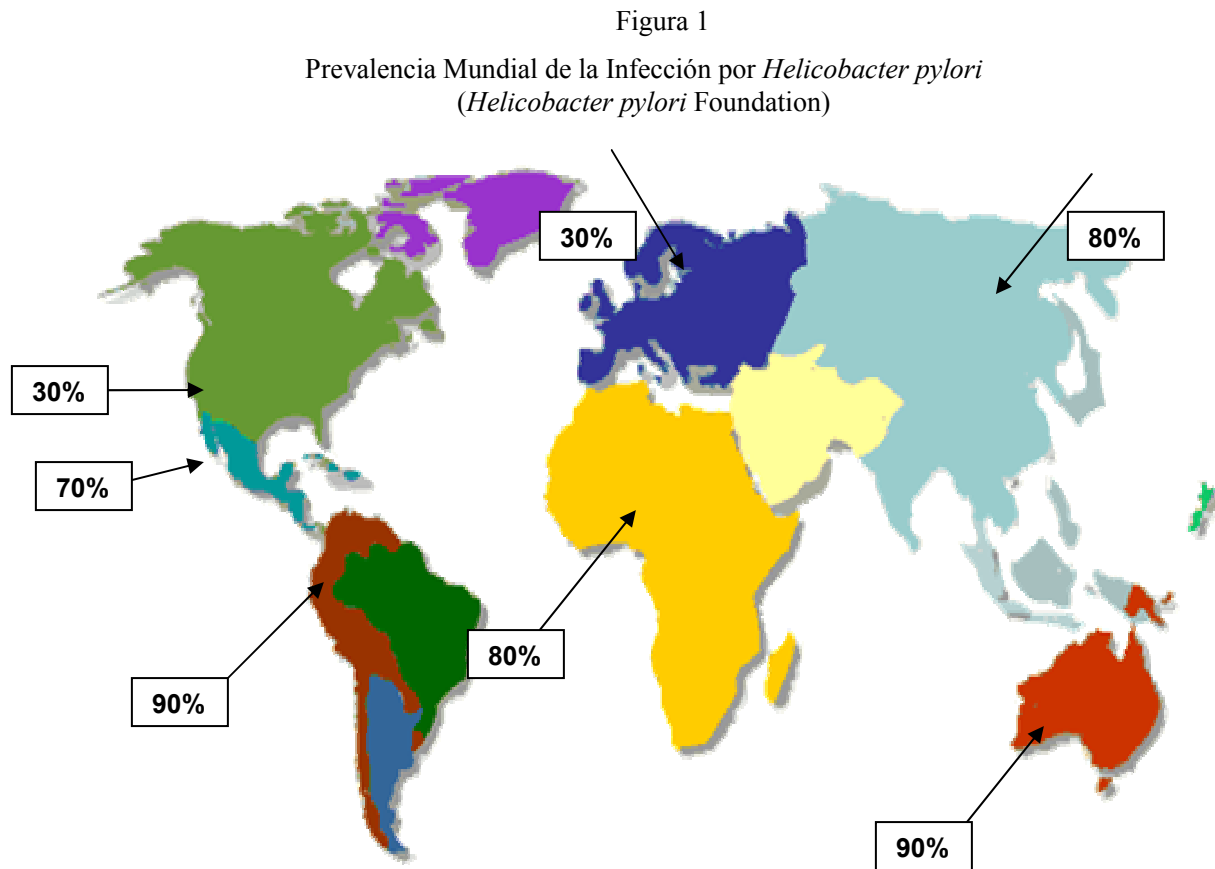 Figura 1
Prevalencia Mundial de la Infección por Helicobacter pylori
(Helicobacter pylori Foundation)
30%
80%
30%
70%
80%
90%
90%